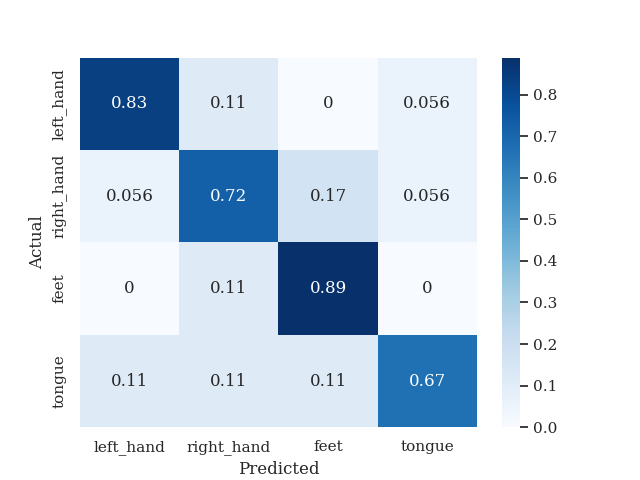 left_hand 0.83 0.11 0 0.056
right_hand 0.056 0.72 0.17 0.056
feet 0 0.11 0.89 0
tongue 0.11 0.11 0.11 0.67
Actual
left_hand right_hand feet tongue
Predicted
0.8
0.7
0.6
0.5
0.4
0.3
0.2
0.1
0.0